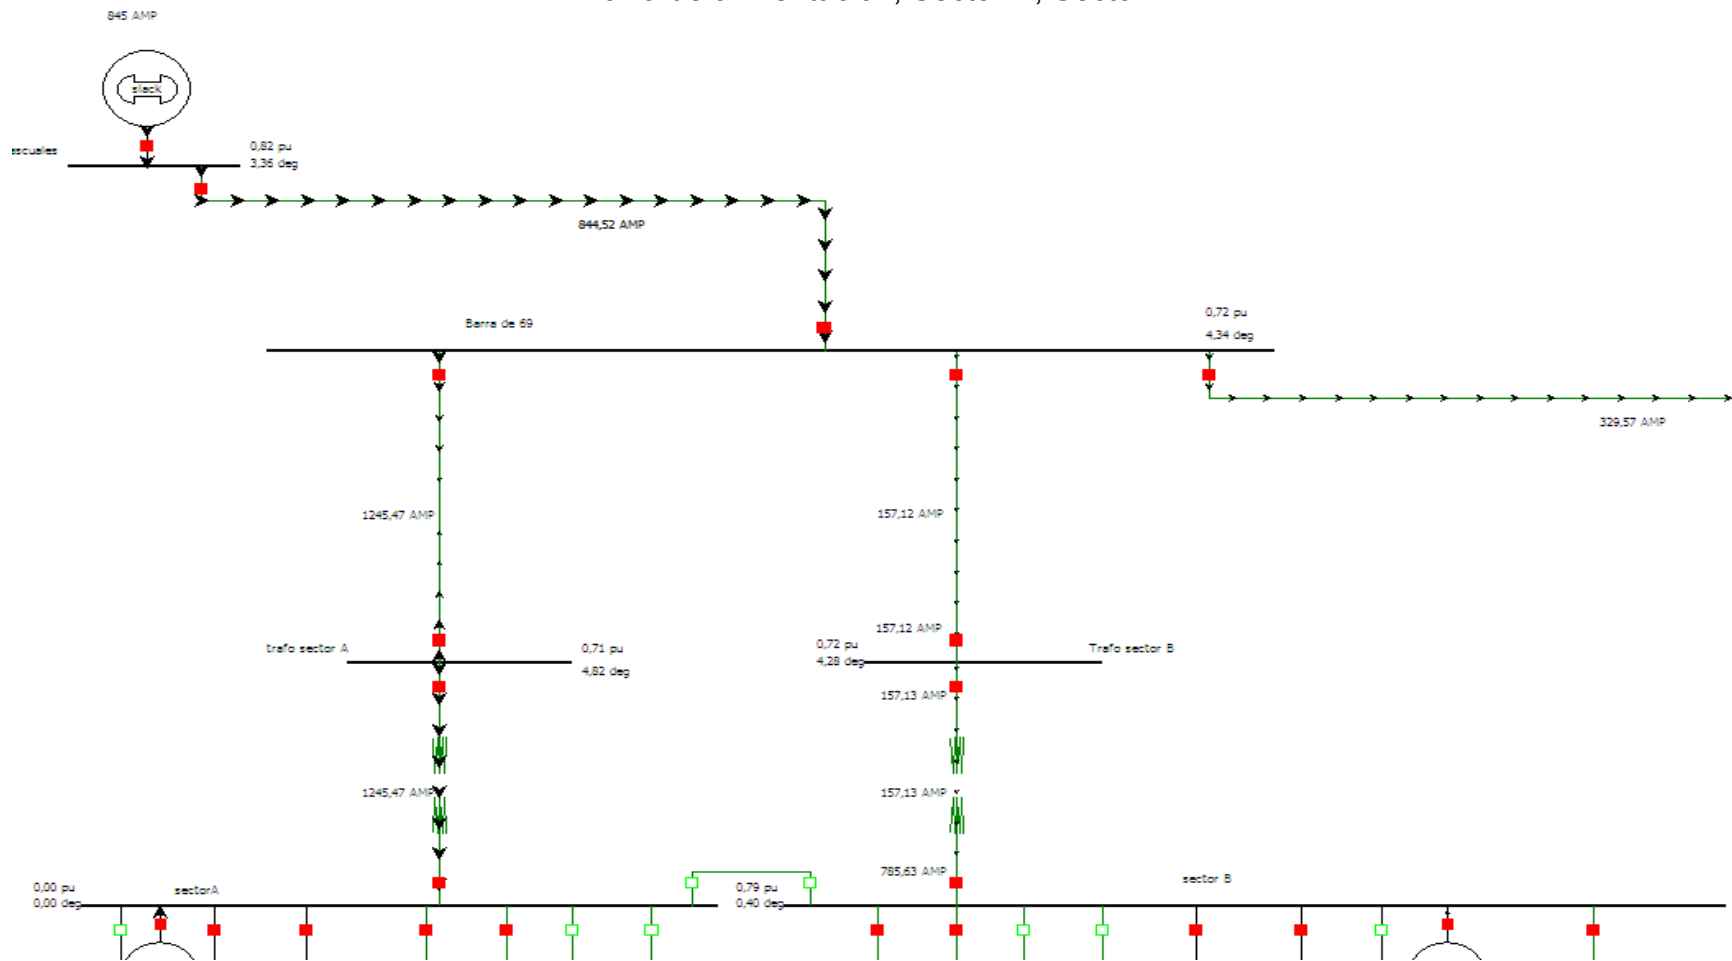 845 AMP
slack
ascuales
0,82 pu
3,36 deg
844,52 AMP
Barra de 69
0,72 pu
4,34 deg
329,57 AMP
1245,47 AMP
157,12 AMP
157,12 AMP
trafo sector A
0,71 pu
4,82 deg
0,72 pu
4,28 deg
Trafo sector B
157,13 AMP
1245,47 AMP
157,13 AMP
785,63 AMP
0,00 pu
0,00 deg
sectorA
0,79 pu
0,40 deg
sector B